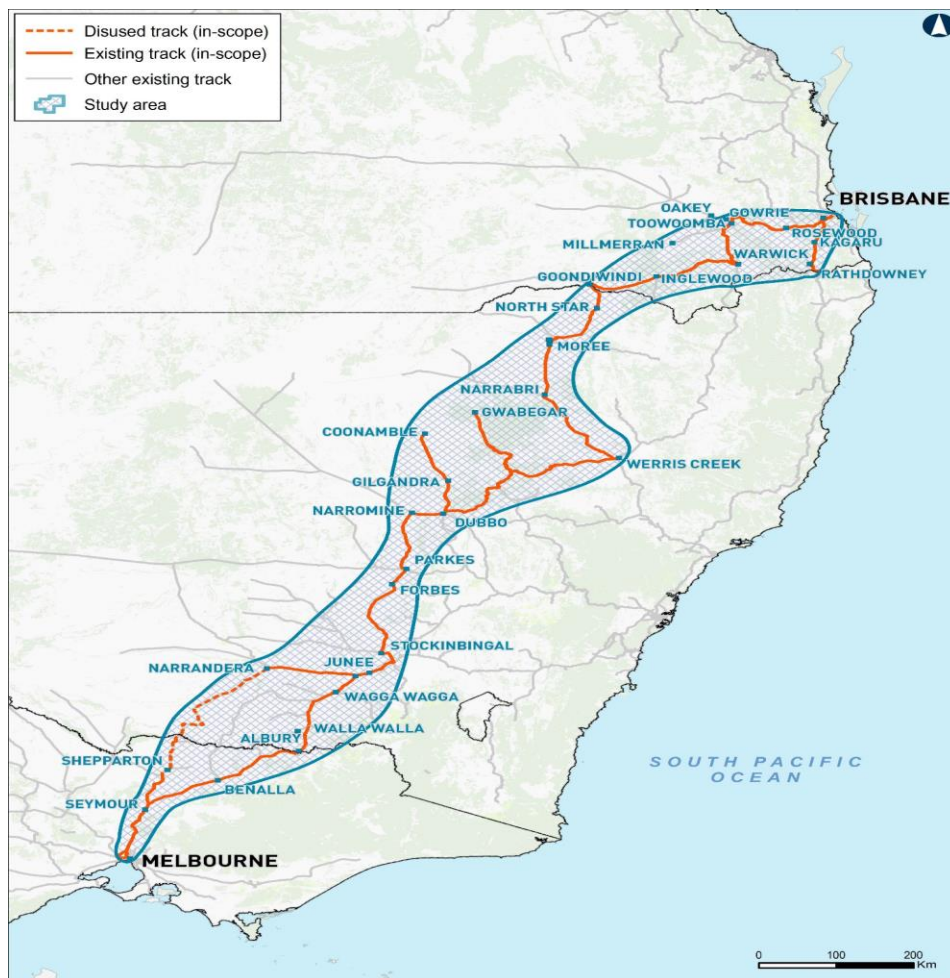 Disused track (in-scope)
Existing track (in-scope)
Other existing track
Study area
BRISBANE
OAKEY
GOWRIE
TOOWOOMBA
ROSEWOOD
MILLMERRAN
KAGARU
WARWICK
RATHDOWNEY
GOONDIWINDI
INGLEWOOD
NORTH STAR
MOREE
NARRABRI
GWABEGAR
COONAMBLE
WERRIS CREEK
GILGANDRA
NARROMINE
DUBBO
PARKES
FORBES
STOCKINBINGAL
NARRANDERA
JUNEE
WAGGA WAGGA
WALLA WALLA
ALBURY
SHEPPARTON
SOUTH PACIFIC
OCEAN
BENALLA
SEYMOUR
MELBOURNE
0 100 200
Km